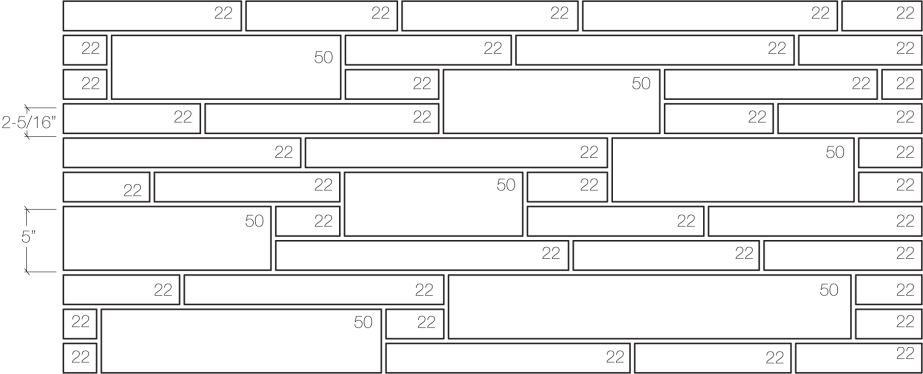 22 22 22 22 22
22 50 22 22 22
22 22 50 22 22
2-5/16" 22 22 22 22
22 22 50 22
22 22 50 22 22
50 22 22 22
5" 22 22 22
22 22 50 22
22 50 22 22
22 22 22 22